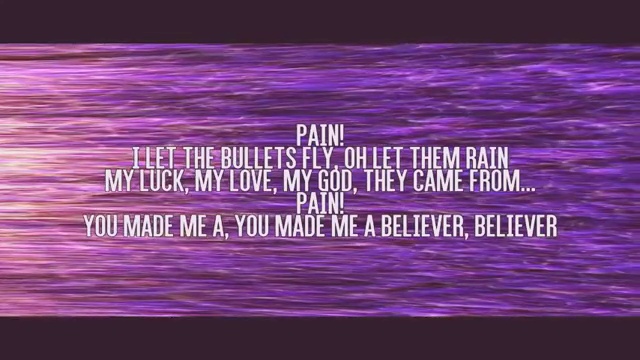 PAIN!
I LET THE BULLETS FLY, OH LET THEM RAIN
MY LUCK, MY LOVE, MY GOD, THEY CAME FROM...
PAIN!
YOU MADE ME A, YOU MADE ME A BELIEVER, BELIEVER